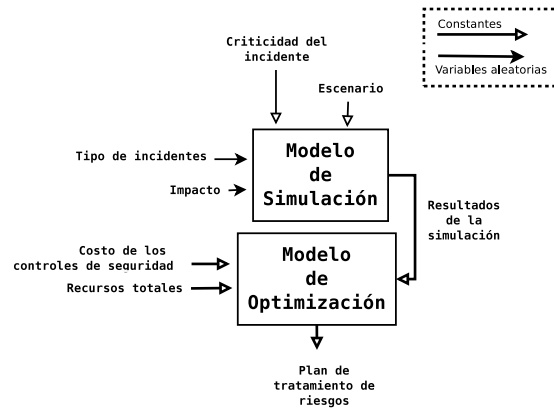 Constantes
Variables aleatorias
Criticidad del
incidente
Escenario
Tipo de incidentes
Impacto
Modelo
de
Simulación
Resultados
de la
simulación
Costo de los
controles de seguridad
Recursos totales
Modelo
de
Optimización
Plan de
tratamiento de
riesgos